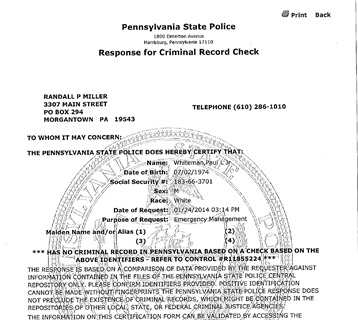 Print Back
Pennsylvania State Police
1800 Elmerton Avenue
Harrisburg, Pennsylvania 17110
Response for Criminal Record Check
RANDALL P MILLER
3307 MAIN STREET
PO BOX 294
MORGANTOWN PA 19543
TELEPHONE (610) 286-1010
TO WHOM IT MAY CONCERN:
THE PENNSYLVANIA STATE POLICE DOES HEREBY CERTIFY THAT:
Name: Whiteman,Paul L Jr
Date of Birth: 07/02/1974
Social Security #: 183-66-3701
Sex: M
Race: White
Date of Request: 01/24/2014 03:14 PM
Purpose of Request: Emergency Management
Maiden Name and/or Alias (1) (2)
(3) (4)
*** HAS NO CRIMINAL RECORD IN PENNSYLVANIA BASED ON A CHECK BASED ON THE
ABOVE IDENTIFIERS - REFER TO CONTROL #R11855224 ***
THE RESPONSE IS BASED ON A COMPARISON OF DATA PROVIDED BY THE REQUESTER AGAINST
INFORMATION CONTAINED IN THE FILES OF THE PENNSYLVANIA STATE POLICE CENTRAL
REPOSITORY ONLY. PLEASE CONFIRM IDENTIFIERS PROVIDED. POSITIVE IDENTIFICATION
CANNOT BE MADE WITHOUT FINGERPRINTS. THE PENNSYLVANIA STATE POLICE RESPONSE DOES
NOT PRECLUDE THE EXISTENCE OF CRIMINAL RECORDS, WHICH MIGHT BE CONTAINED IN THE
REPOSITORIES OF OTHER LOCAL, STATE, OR FEDERAL CRIMINAL JUSTICE AGENCIES.
THE INFORMATION ON THIS CERTIFICATION FORM CAN BE VALIDATED BY ACCESSING THE